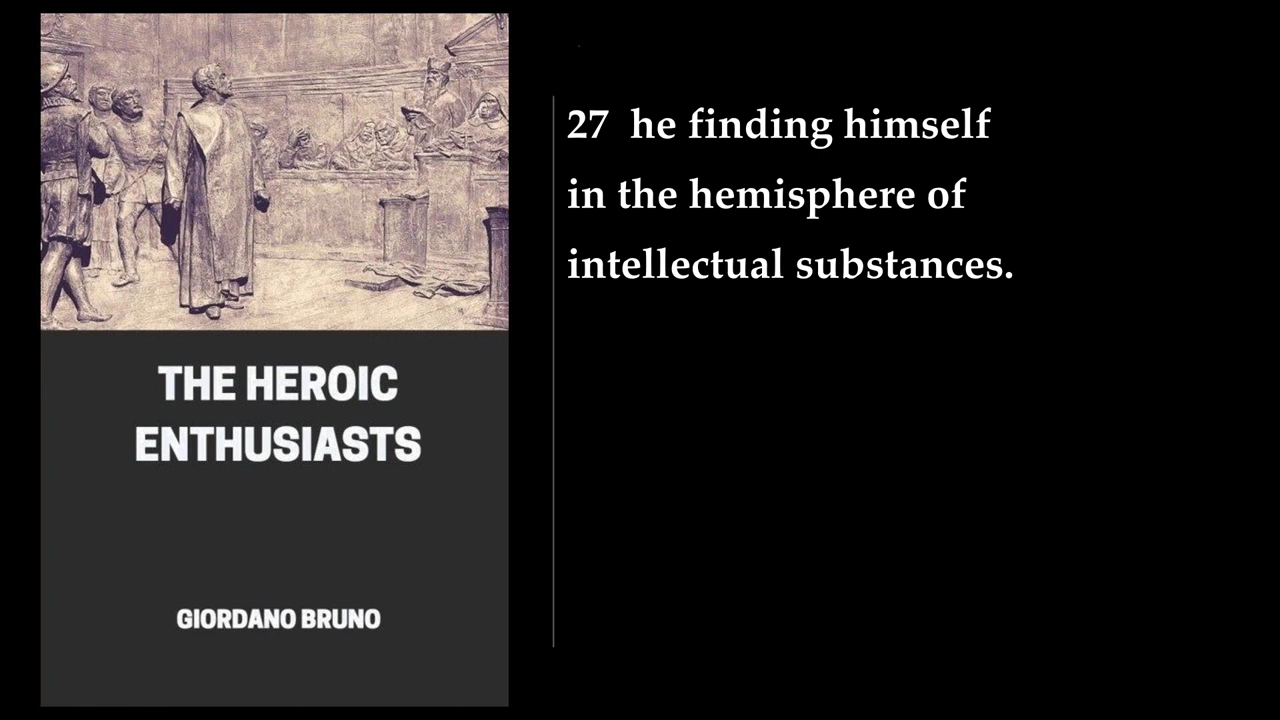 THE HEROIC
ENTHUSIASTS
GIORDANO BRUNO
27 he finding himself
in the hemisphere of
intellectual substances.